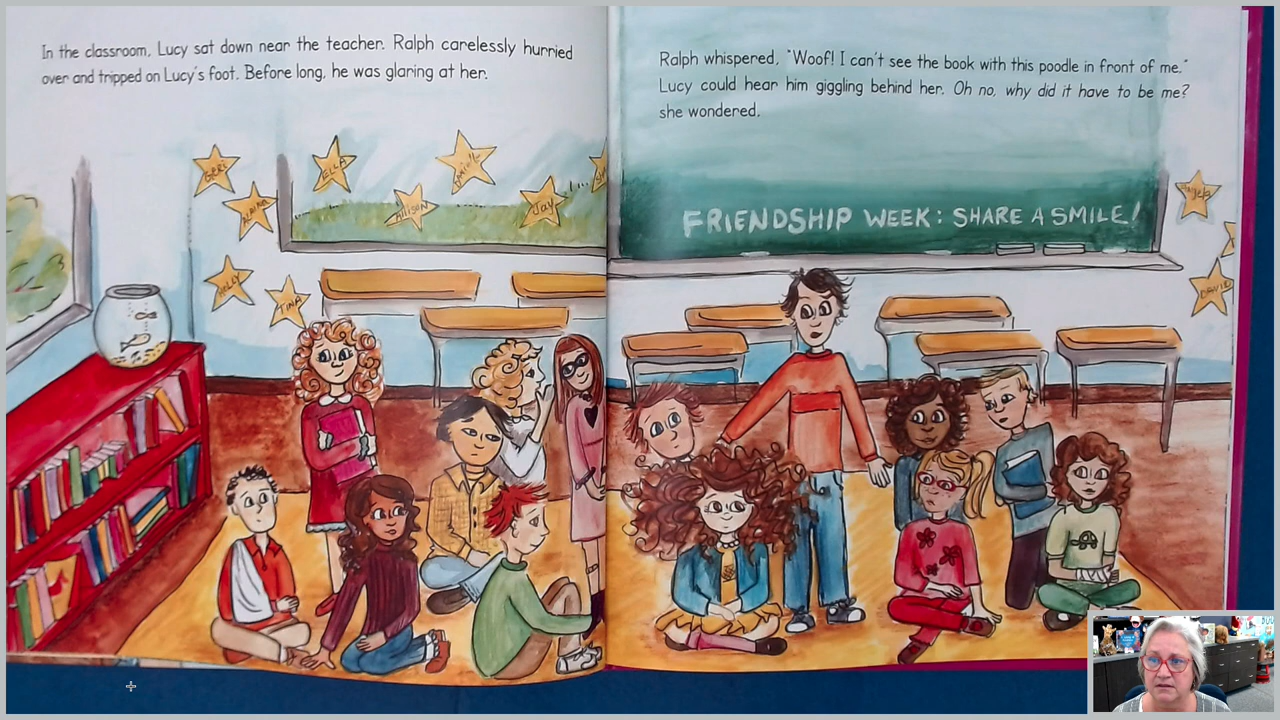 In the classroom, Lucy sat down near the teacher. Ralph carelessly hurried
over and tripped on Lucy's foot. Before long, he was glaring at her.
Ralph whispered, "Woof! I can't see the book with this poodle in front of me."
Lucy could hear him giggling behind her. Oh no, why did it have to be me?
she wondered.
ELLA
Allison
Jay
TINA
FRIENDSHIP WEEK: SHARE A SMILE!
Angela
DAVID